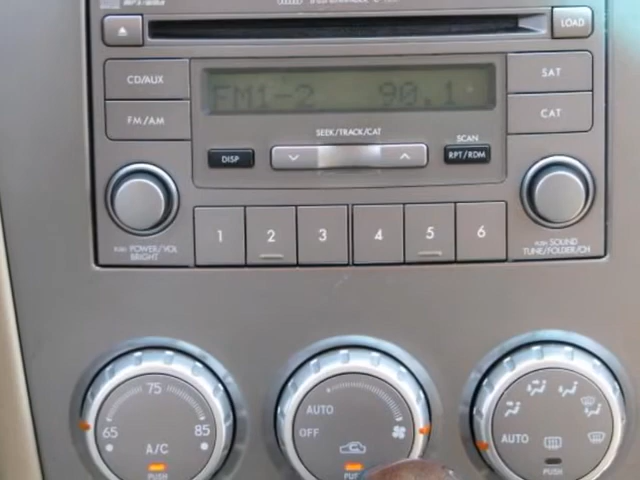 LOAD
CD/AUX
SAT
FM1-2 90.1
FM/AM
CAT
SEEK/TRACK/CAT
SCAN
DISP
RPT/RDM
1 2 3 4 5 6
PUSH POWER/VOL
BRIGHT
PUSH SOUND
TUNE/FOLDER/CH
75
65 85
A/C
PUSH
AUTO
OFF
AUTO
PUSH